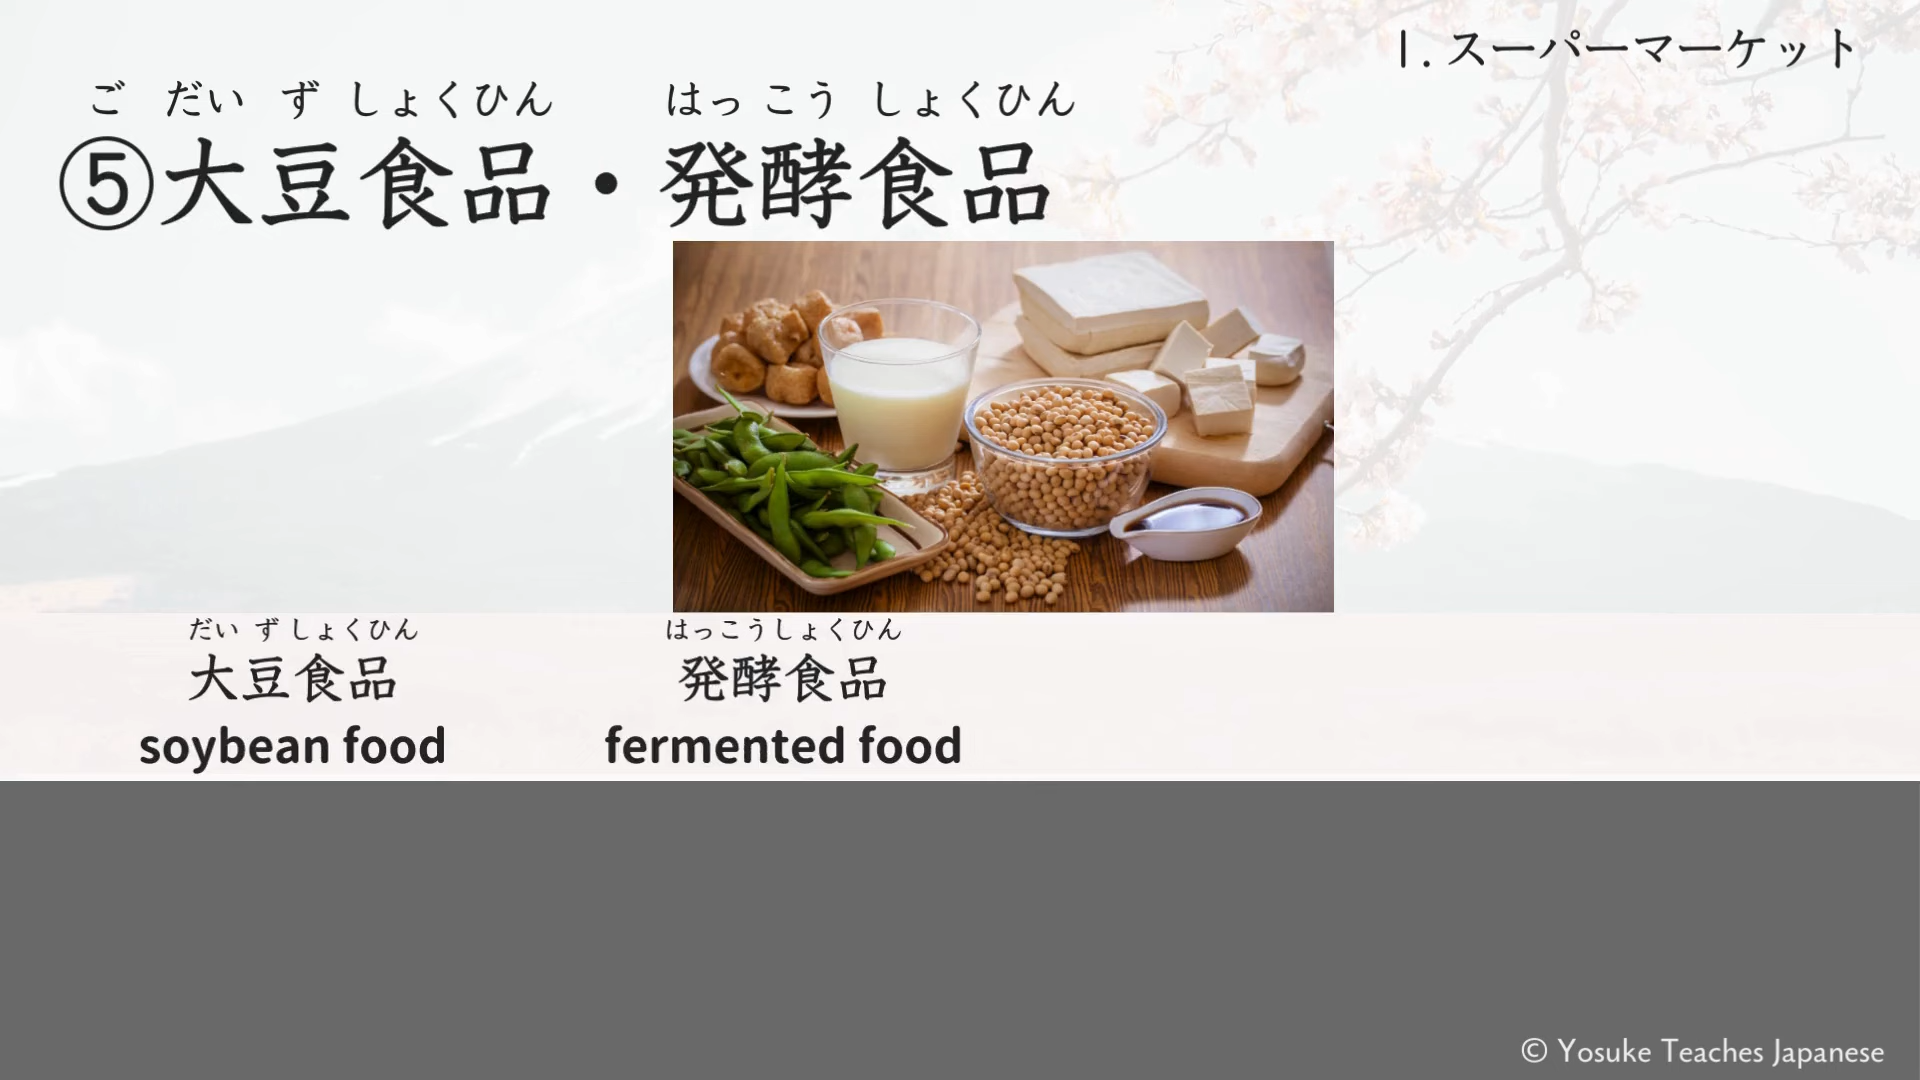 1. スーパーマーケット
ご だい ず しょくひん はっ こう しょくひん
⑤大豆食品・発酵食品
だい ず しょくひん はっこうしょくひん
大豆食品 発酵食品
soybean food fermented food
© Yosuke Teaches Japanese